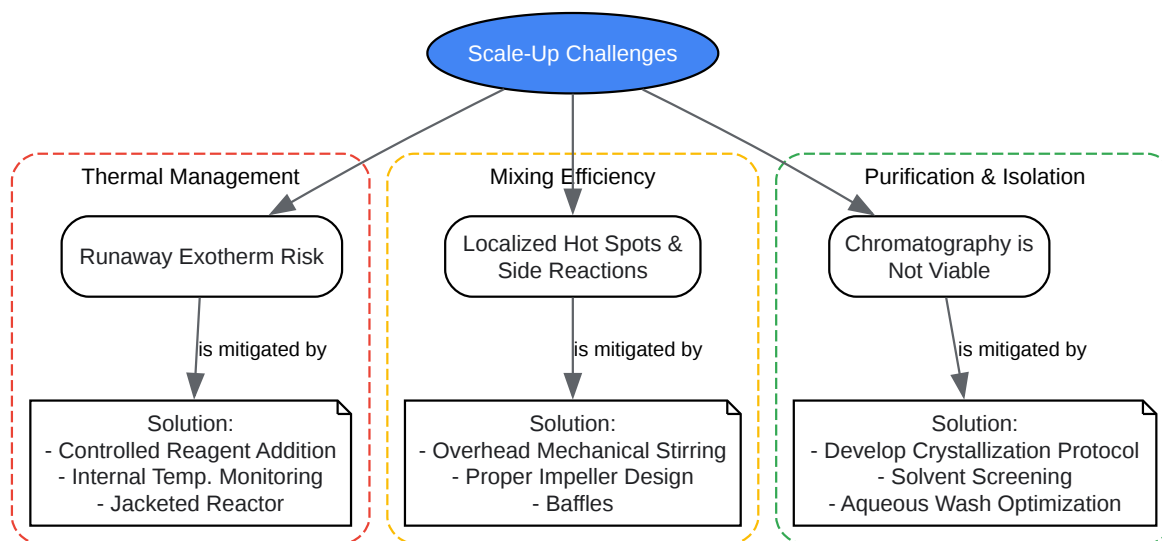 Scale-Up Challenges
Thermal Management
Runaway Exotherm Risk
is mitigated by
Solution:
- Controlled Reagent Addition
- Internal Temp. Monitoring
- Jacketed Reactor
Mixing Efficiency
Localized Hot Spots &
Side Reactions
is mitigated by
Solution:
- Overhead Mechanical Stirring
- Proper Impeller Design
- Baffles
Purification & Isolation
Chromatography is
Not Viable
is mitigated by
Solution:
- Develop Crystallization Protocol
- Solvent Screening
- Aqueous Wash Optimization